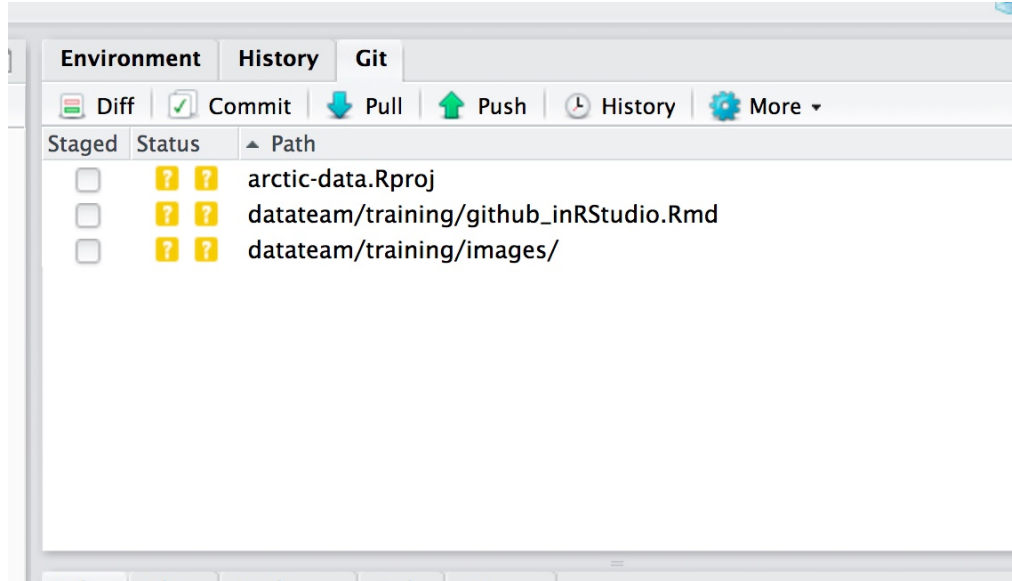 Environment History Git
Diff Commit Pull Push History More
Staged Status Path
? ? arctic-data.Rproj
? ? datateam/training/github_inRStudio.Rmd
? ? datateam/training/images/